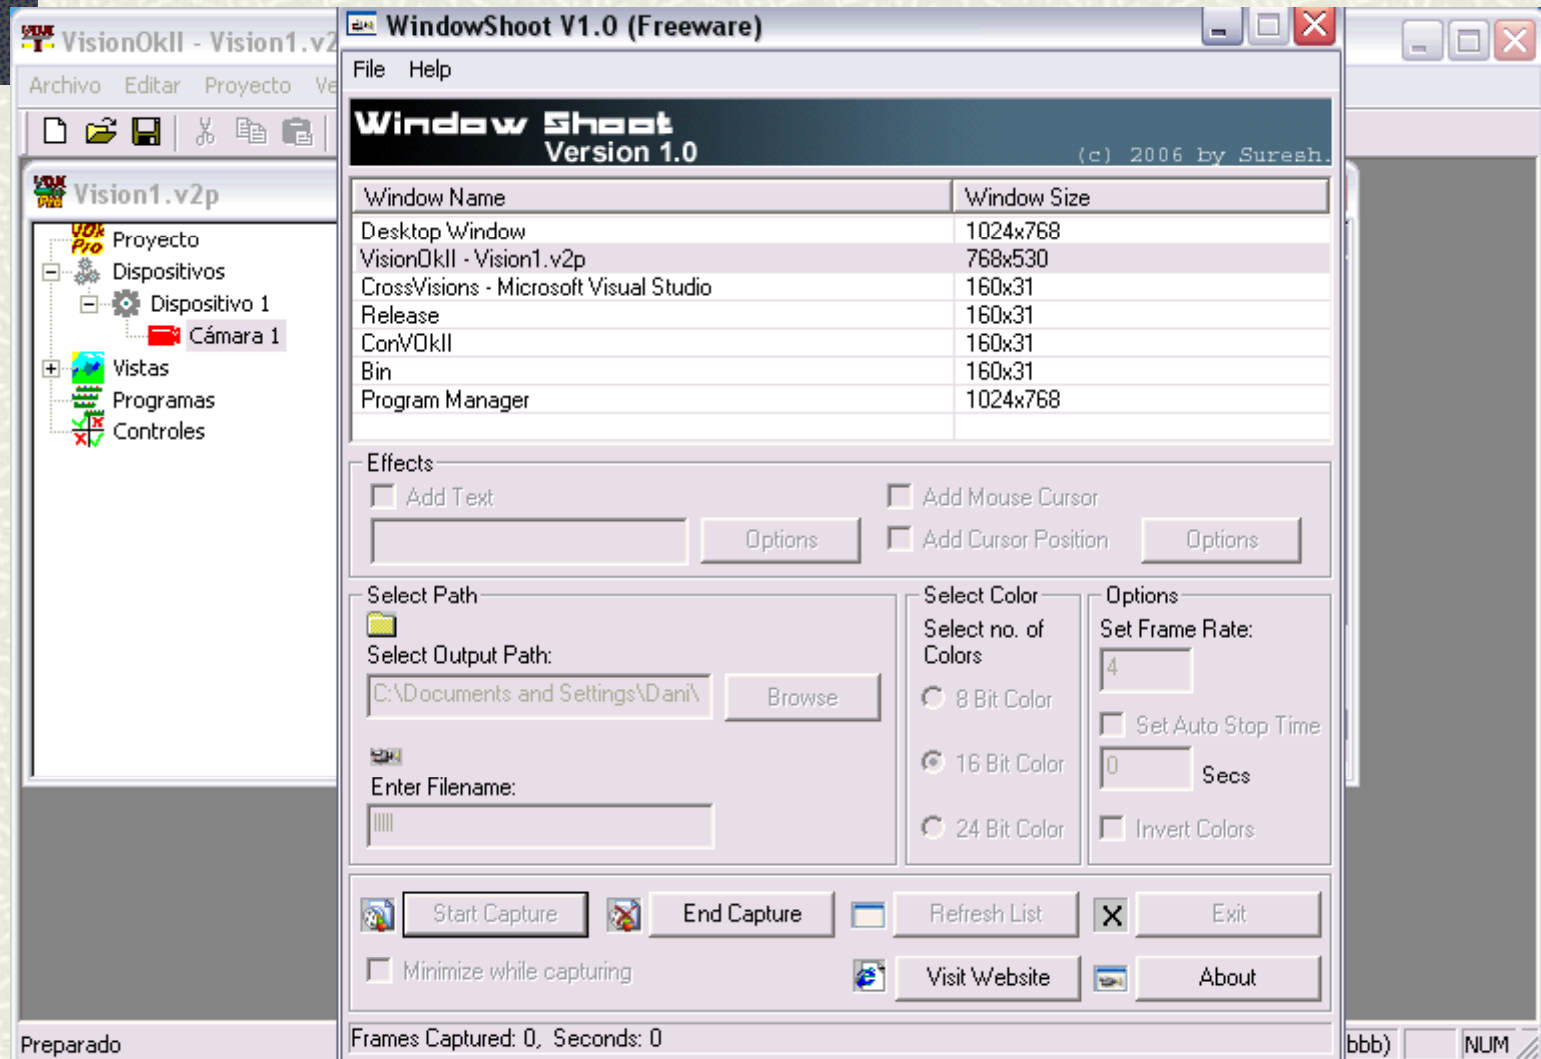 VisionOkII - Vision1.v2
Archivo Editar Proyecto Ve
Vision1.v2p
VOk
Pro
Proyecto
Dispositivos
Dispositivo 1
Cámara 1
Vistas
Programas
Controles
Preparado
WindowShoot V1.0 (Freeware)
File Help
Window Shoot
Version 1.0
(c) 2006 by Suresh.
Window Name Window Size
Desktop Window 1024x768
VisionOkII - Vision1.v2p 768x530
CrossVisions - Microsoft Visual Studio 160x31
Release 160x31
ConVOkII 160x31
Bin 160x31
Program Manager 1024x768
Effects
Add Text
Options
Add Mouse Cursor
Add Cursor Position
Options
Select Path
Select Output Path:
C:\Documents and Settings\Dani\
Browse
Enter Filename:
lllll
Select Color
Select no. of
Colors
8 Bit Color
16 Bit Color
24 Bit Color
Options
Set Frame Rate:
4
Set Auto Stop Time
0 Secs
Invert Colors
Start Capture End Capture Refresh List Exit
Minimize while capturing Visit Website About
Frames Captured: 0, Seconds: 0
bbb) NUM